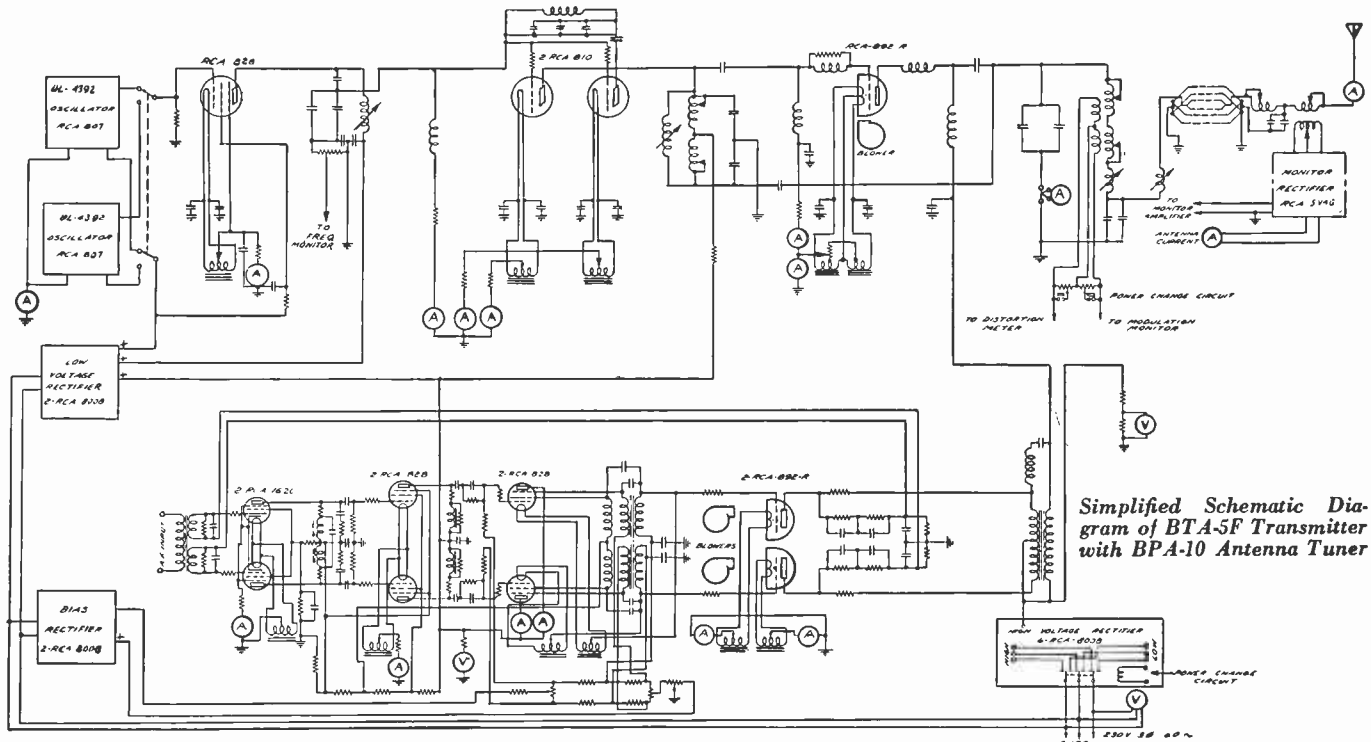 RCA 828
2-RCA 810
RCA-892-R
UL-4392
OSCILLATOR
RCA 807
UL-4392
OSCILLATOR
RCA 807
A
A
BLOWER
A
MONITOR
RECTIFIER
RCA 5V4G
TO
MONITOR
AMPLIFIER
ANTENNA
CURRENT
A
TO
FREQ
MONITOR
A
A
A
A
A
A
A
POWER CHANGE CIRCUIT
TO DISTORTION
METER
TO MODULATION
MONITOR
LOW
VOLTAGE
RECTIFIER
2-RCA 8008
+
+
+
V
2-RCA 1620
2-RCA 828
2-RCA 828
2-RCA-892-R
A.F. INPUT
BLOWERS
Simplified Schematic Dia-
gram of BTA-5F Transmitter
with BPA-10 Antenna Tuner
BIAS
RECTIFIER
2-RCA 8008
+
A
A
V
A
A
A
A
HIGH VOLTAGE RECTIFIER
6-RCA-8008
HIGH
LOW
POWER CHANGE
CIRCUIT
V
230V 3Ø 60~